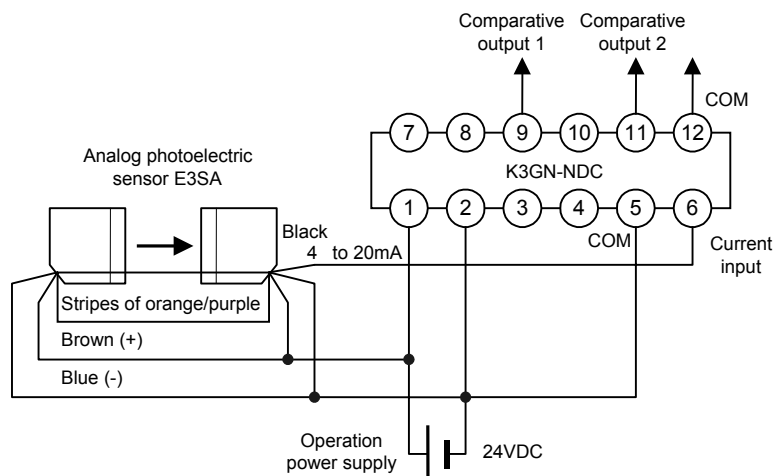 Comparative
output 1
Comparative
output 2
COM
7 8 9 10 11 12
K3GN-NDC
Analog photoelectric
sensor E3SA
1 2 3 4 5 6
Black
4 to 20mA
COM
Current
input
Stripes of orange/purple
Brown (+)
Blue (-)
Operation
power supply
24VDC